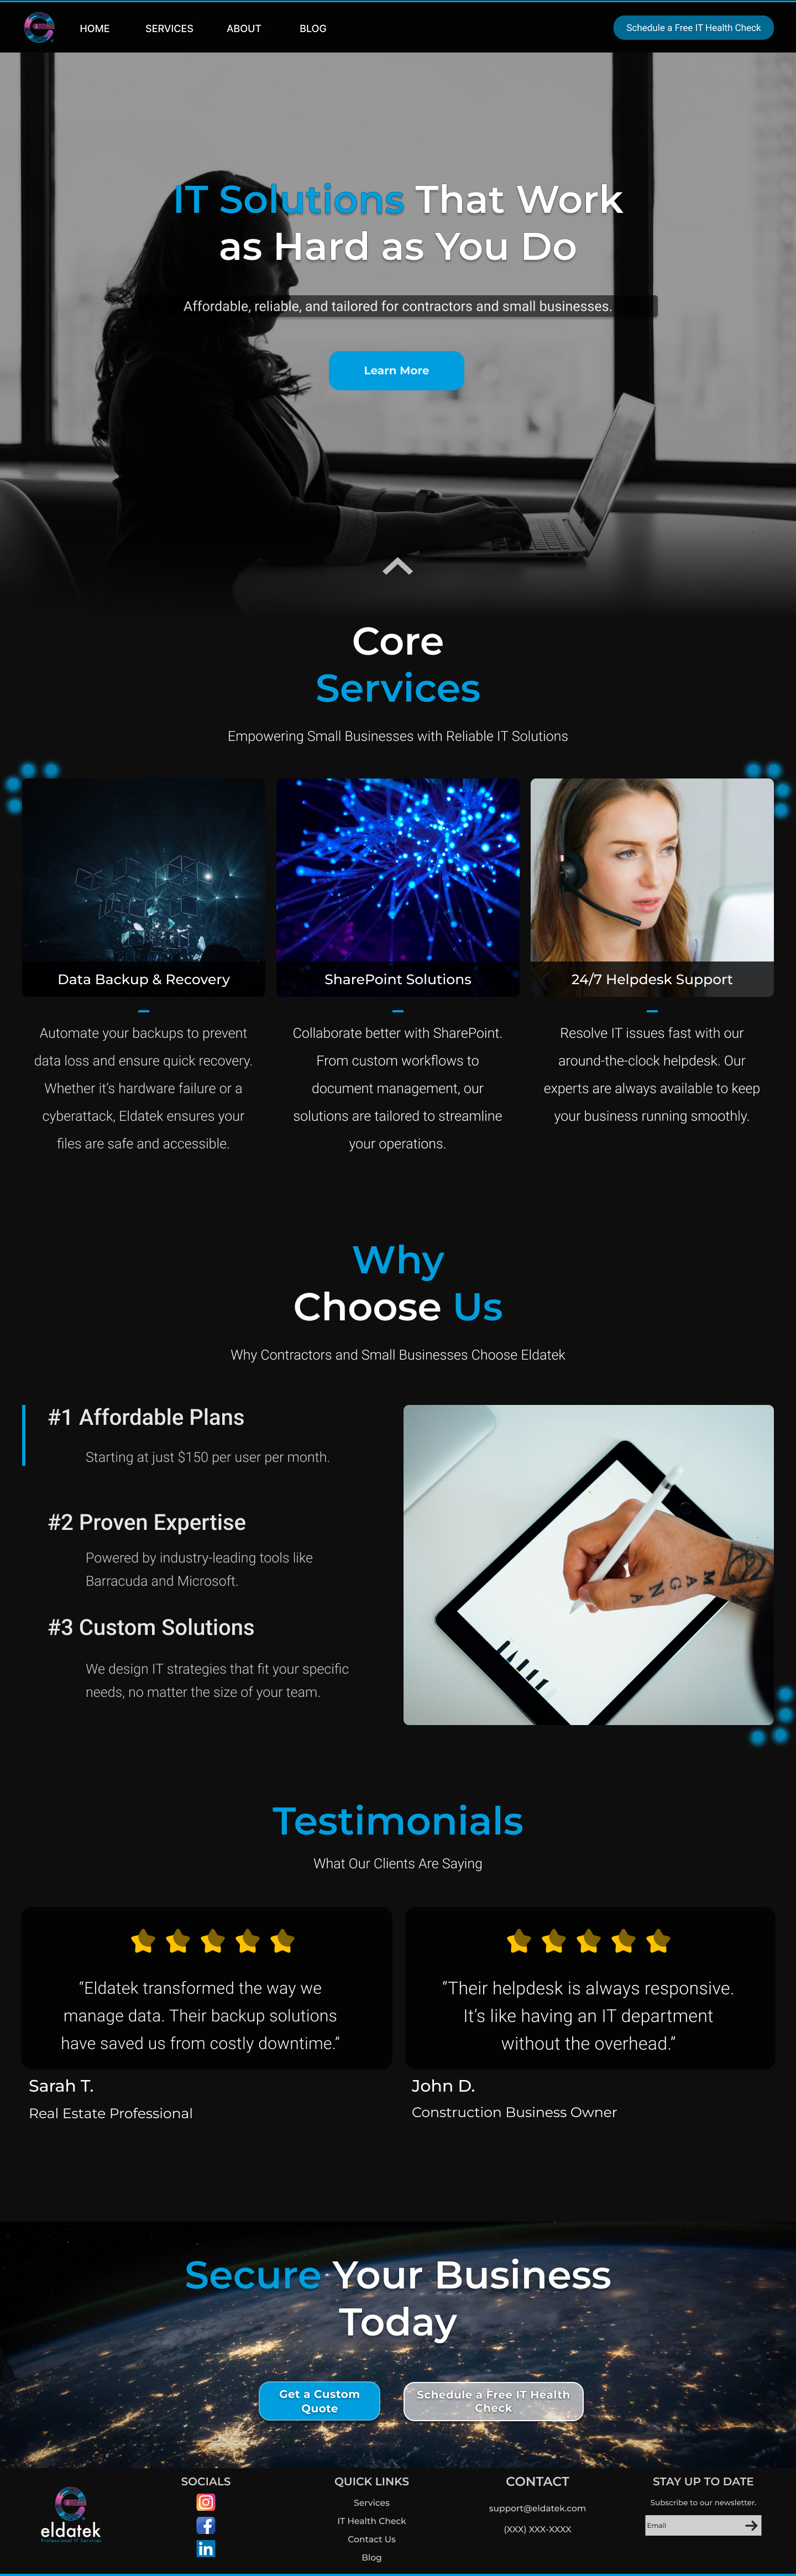 HOME SERVICES ABOUT BLOG Schedule a Free IT Health Check
IT Solutions That Work
as Hard as You Do
Affordable, reliable, and tailored for contractors and small businesses.
Learn More
Core
Services
Empowering Small Businesses with Reliable IT Solutions
Data Backup & Recovery
Automate your backups to prevent
data loss and ensure quick recovery.
Whether it's hardware failure or a
cyberattack, Eldatek ensures your
files are safe and accessible.
SharePoint Solutions
Collaborate better with SharePoint.
From custom workflows to
document management, our
solutions are tailored to streamline
your operations.
24/7 Helpdesk Support
Resolve IT issues fast with our
around-the-clock helpdesk. Our
experts are always available to keep
your business running smoothly.
Why
Choose Us
Why Contractors and Small Businesses Choose Eldatek
#1 Affordable Plans
Starting at just $150 per user per month.
#2 Proven Expertise
Powered by industry-leading tools like
Barracuda and Microsoft.
#3 Custom Solutions
We design IT strategies that fit your specific
needs, no matter the size of your team.
MAGNA
Testimonials
What Our Clients Are Saying
“Eldatek transformed the way we
manage data. Their backup solutions
have saved us from costly downtime.”
Sarah T.
Real Estate Professional
“Their helpdesk is always responsive.
It's like having an IT department
without the overhead.”
John D.
Construction Business Owner
Secure Your Business
Today
Get a Custom
Quote
Schedule a Free IT Health
Check
eldatek
Professional IT Services
SOCIALS
QUICK LINKS
Services
IT Health Check
Contact Us
Blog
CONTACT
support@eldatek.com
(XXX) XXX-XXXX
STAY UP TO DATE
Subscribe to our newsletter.
Email